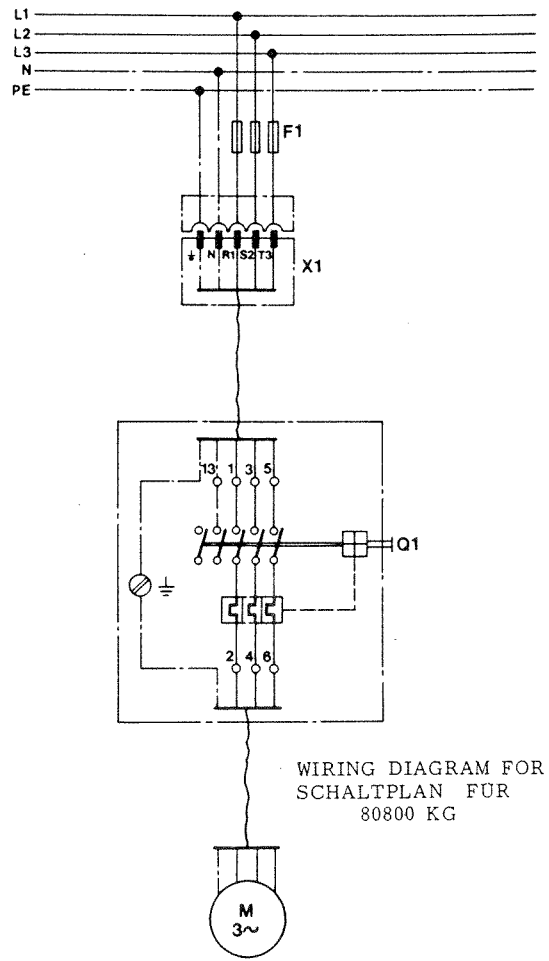 L1
L2
L3
N
PE
F1
N R1 S2 T3
X1
13 1 3 5
Q1
2 4 6
WIRING DIAGRAM FOR
SCHALTPLAN FÜR
80800 KG
M
3~